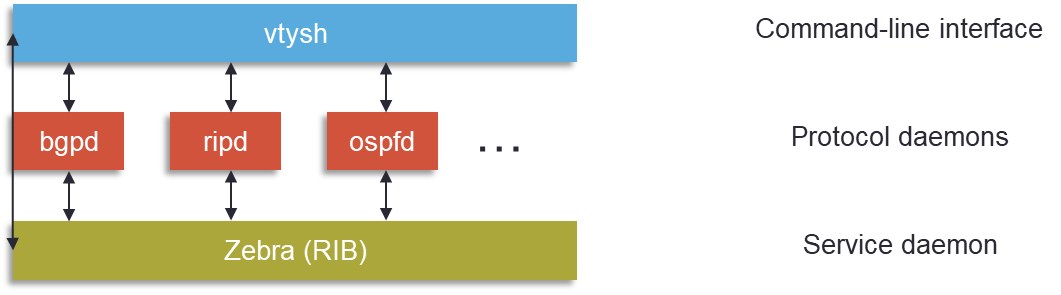 vtysh
Command-line interface
bgpd
ripd
ospfd
...
Protocol daemons
Zebra (RIB)
Service daemon